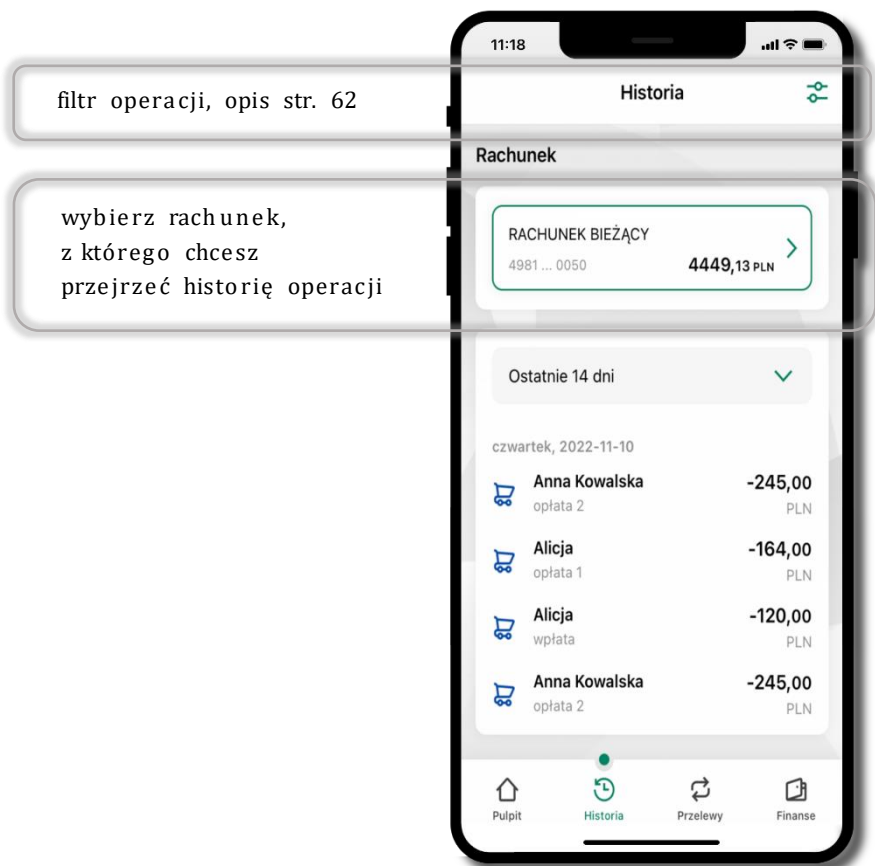 11:18
filtr operacji, opis str. 62
Historia
Rachunek
wybierz rachunek,
z którego chcesz
przejrzeć historię operacji
RACHUNEK BIEŻĄCY
4981 ... 0050 4449,13 PLN
Ostatnie 14 dni
czwartek, 2022-11-10
Anna Kowalska -245,00
opłata 2 PLN
Alicja -164,00
opłata 1 PLN
Alicja -120,00
wpłata PLN
Anna Kowalska -245,00
opłata 2 PLN
Pulpit Historia Przelewy Finanse